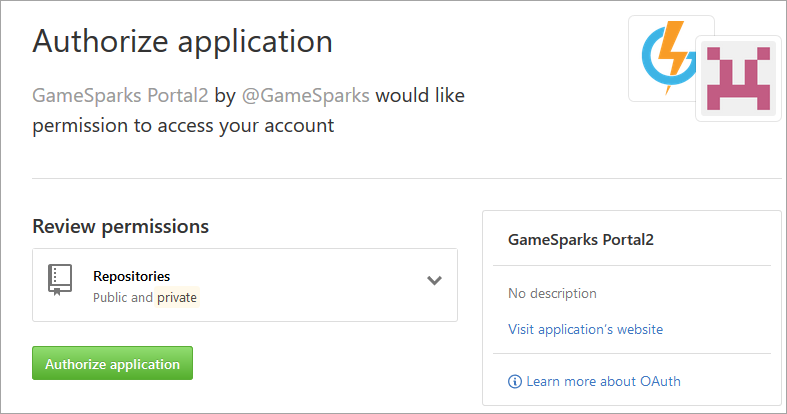 Authorize application
GameSparks Portal2 by @GameSparks would like
permission to access your account
Review permissions
Repositories
Public and private
Authorize application
GameSparks Portal2
No description
Visit application's website
Learn more about OAuth